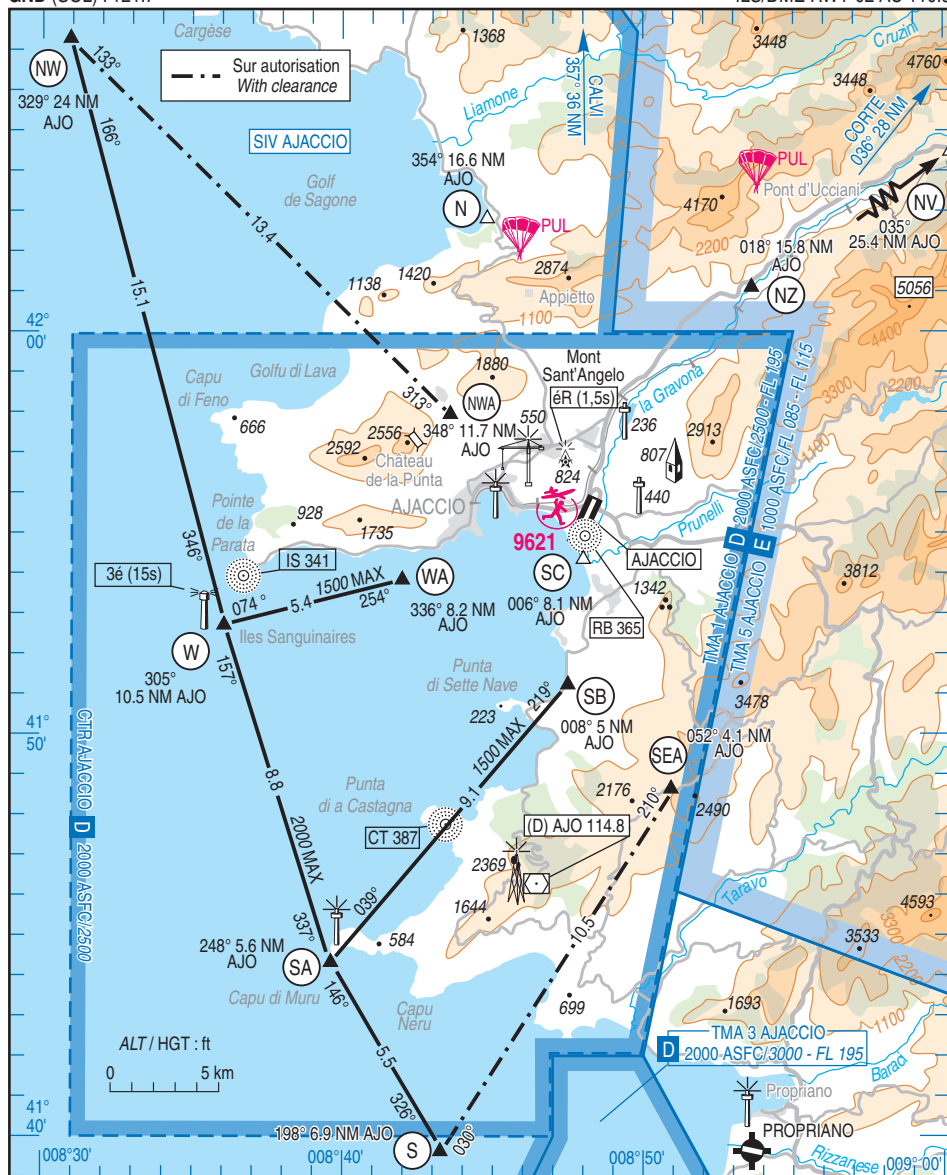 Cargèse
1368
3448
Cruzini
4760
NW
133°
329° 24 NM
AJO
Sur autorisation
With clearance
357° 36 NM
CALVI
3448
CORTE
036° 28 NM
Liamone
166°
SIV AJACCIO
354° 16.6 NM
AJO
N
PUL
Pont d'Ucciani
Golf
de Sagone
PUL
4170
NV
035°
25.4 NM AJO
2200
13.4
018° 15.8 NM
AJO
NZ
2874
1420
1138
Appietto
1100
5056
15.1
42°
00'
4400
3300
2200
1100
Capu
di Feno
Golfu di Lava
1880
Mont
Sant'Angelo
éR (1,5s)
la Gravona
666
313°
NWA
348° 11.7 NM
AJO
550
236
2913
2556
2592
Château
de la Punta
824
807
AJACCIO
440
Pointe
de la
Parata
928
1735
9621
Prunelli
TMA 1 AJACCIO D 2000 ASFC/2500 - FL 195
TMA 5 AJACCIO E 1000 ASFC/FL 085 - FL 115
346°
IS 341
3é (15s)
074°
5.4
1500 MAX
254°
WA
336° 8.2 NM
AJO
SC
006° 8.1 NM
AJO
AJACCIO
1342
3812
RB 365
Iles Sanguinaires
W
305°
10.5 NM AJO
157°
Punta
di Sette Nave
219°
SB
008° 5 NM
AJO
3478
223
41°
50'
052° 4.1 NM
AJO
SEA
CTR AJACCIO D 2000 ASFC/2500
8.8
2000 MAX
1500 MAX
9.1
Punta
di a Castagna
2176
210°
2490
CT 387
(D) AJO 114.8
2369
Taravo
039°
1644
4593
337°
10.5
3533
3300
2200
584
248° 5.6 NM
AJO
SA
Capu di Muru
146°
Capu
Neru
699
1693
1100
ALT / HGT : ft
0 5 km
5.5
D
TMA 3 AJACCIO
2000 ASFC/3000 - FL 195
Barad
Propriano
41°
40'
326°
198° 6.9 NM AJO
S
030°
PROPRIANO
Rizzanese
008°30'
008°40'
008°50'
009°00'